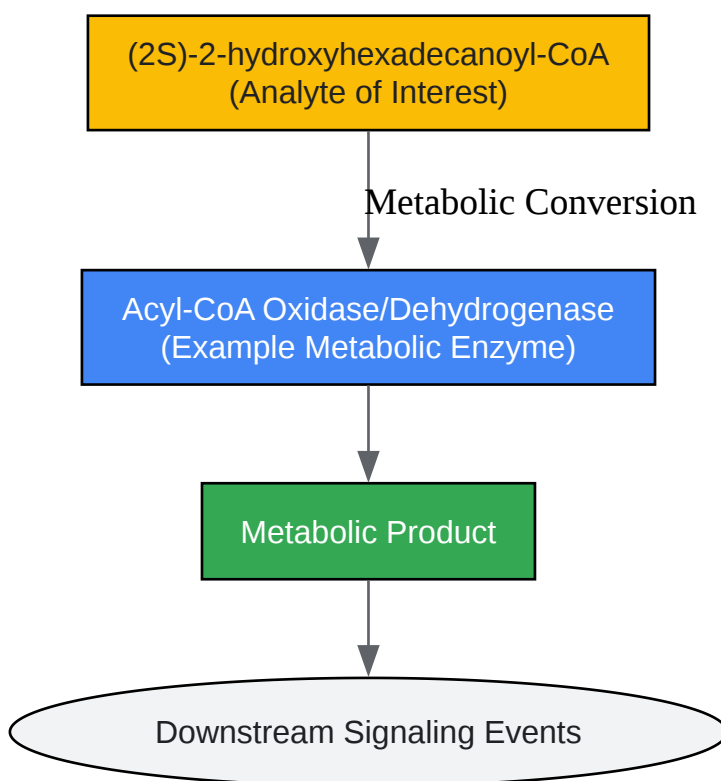 (2S)-2-hydroxyhexadecanoyl-CoA
(Analyte of Interest)
Metabolic Conversion
Acyl-CoA Oxidase/Dehydrogenase
(Example Metabolic Enzyme)
Metabolic Product
Downstream Signaling Events